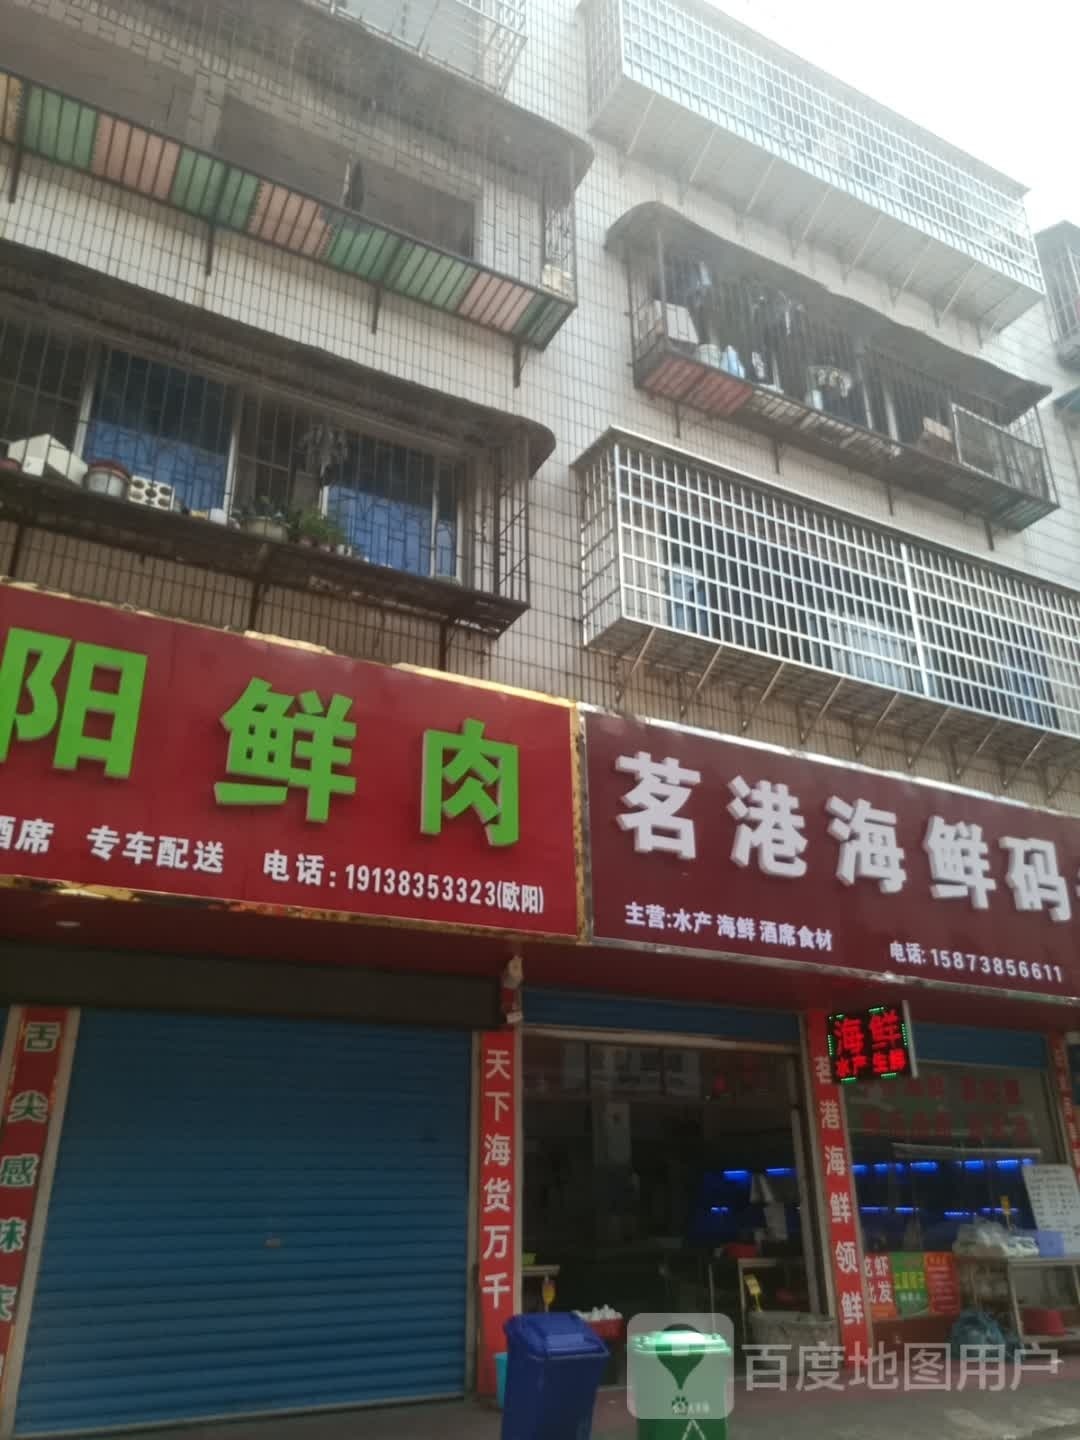 阳鲜肉
酒席 专车配送 电话:19138353323(欧阳)
茗港海鲜码
主营:水产 海鲜 酒席食材 电话:15873856611
海鲜
水产 生鲜
舌尖感味
天下海货万千
茗港海鲜领鲜
虾
批发
百度地图用户